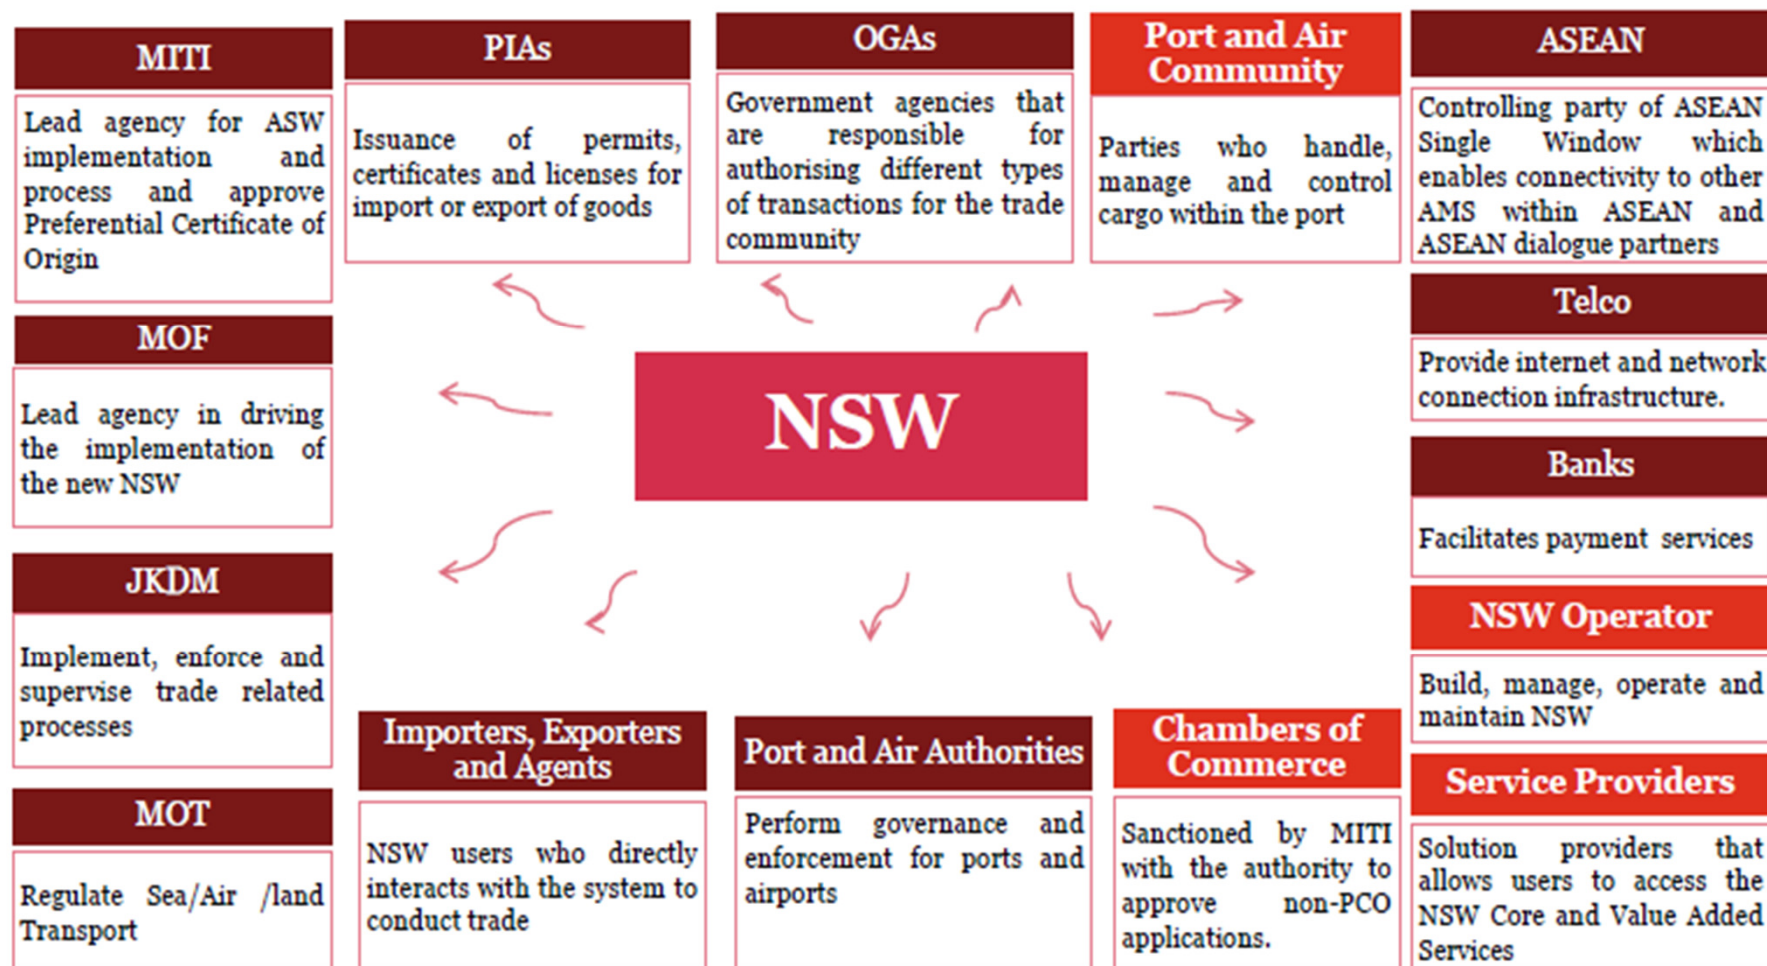 MITI
Lead agency for ASW
implementation and
process and approve
Preferential Certificate of
Origin
PIAs
Issuance of permits,
certificates and licenses for
import or export of goods
OGAs
Government agencies that
are responsible for
authorising different types
of transactions for the trade
community
Port and Air
Community
Parties who handle,
manage and control
cargo within the port
ASEAN
Controlling party of ASEAN
Single Window which
enables connectivity to other
AMS within ASEAN and
ASEAN dialogue partners
MOF
Lead agency in driving
the implementation of
the new NSW
NSW
Telco
Provide internet and network
connection infrastructure.
Banks
Facilitates payment services
JKDM
Implement, enforce and
supervise trade related
processes
NSW Operator
Build, manage, operate and
maintain NSW
MOT
Regulate Sea/Air /land
Transport
Importers, Exporters
and Agents
NSW users who directly
interacts with the system to
conduct trade
Port and Air Authorities
Perform governance and
enforcement for ports and
airports
Chambers of
Commerce
Sanctioned by MITI
with the authority to
approve non-PCO
applications.
Service Providers
Solution providers that
allows users to access the
NSW Core and Value Added
Services